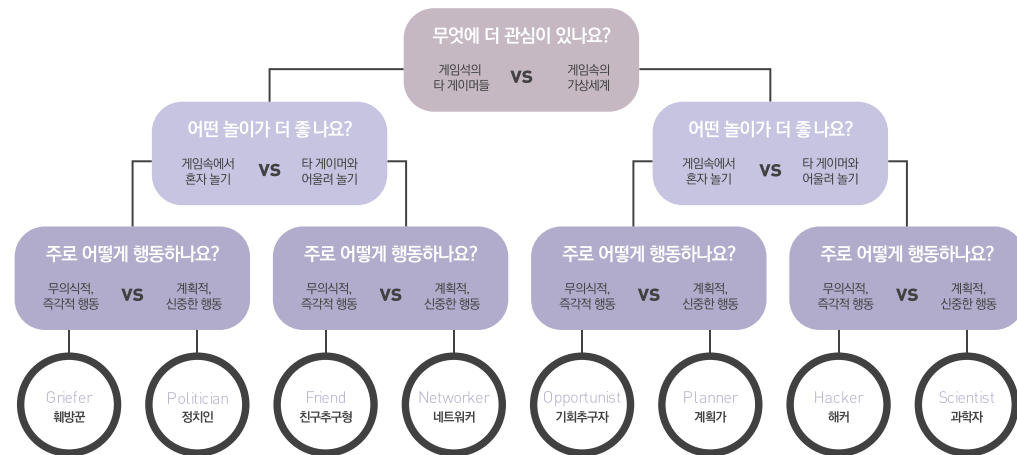 무엇에 더 관심이 있나요?
게임석의
타 게이머들
VS
게임속의
가상세계
어떤 놀이가 더 좋나요?
게임속에서
혼자 놀기
VS
타 게이머와
어울려 놀기
어떤 놀이가 더 좋나요?
게임속에서
혼자 놀기
VS
타 게이머와
어울려 놀기
주로 어떻게 행동하나요?
무의식적,
즉각적 행동
VS
계획적,
신중한 행동
주로 어떻게 행동하나요?
무의식적,
즉각적 행동
VS
계획적,
신중한 행동
주로 어떻게 행동하나요?
무의식적,
즉각적 행동
VS
계획적,
신중한 행동
주로 어떻게 행동하나요?
무의식적,
즉각적 행동
VS
계획적,
신중한 행동
Griefer
훼방꾼
Politician
정치인
Friend
친구추구형
Networker
네트워커
Opportunist
기회추구자
Planner
계획가
Hacker
해커
Scientist
과학자